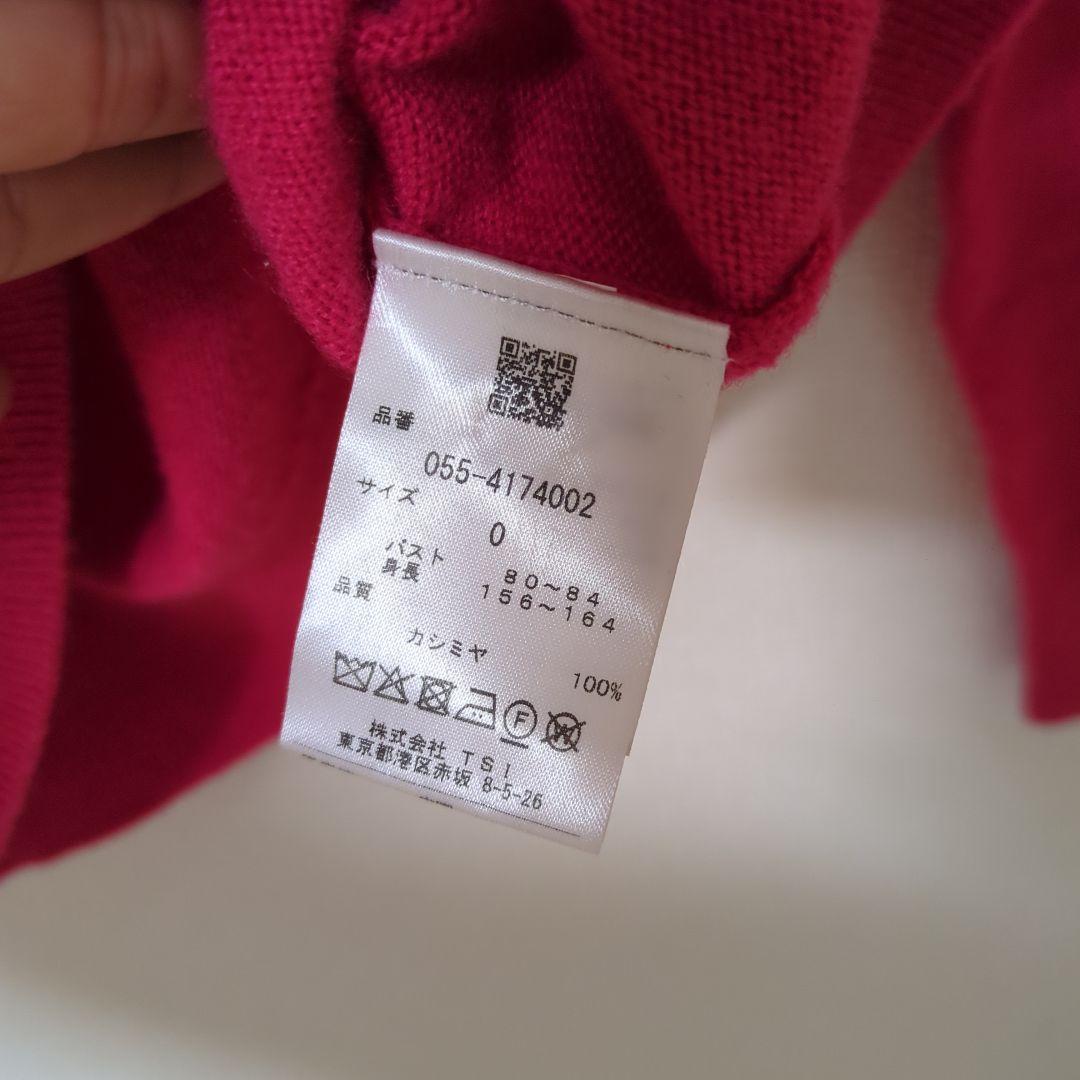 品番
055-4174002
サイズ
0
バスト 80～84
身長 156～164
品質
カシミヤ
100%
F
W
株式会社 TSI
東京都港区赤坂 8-5-26